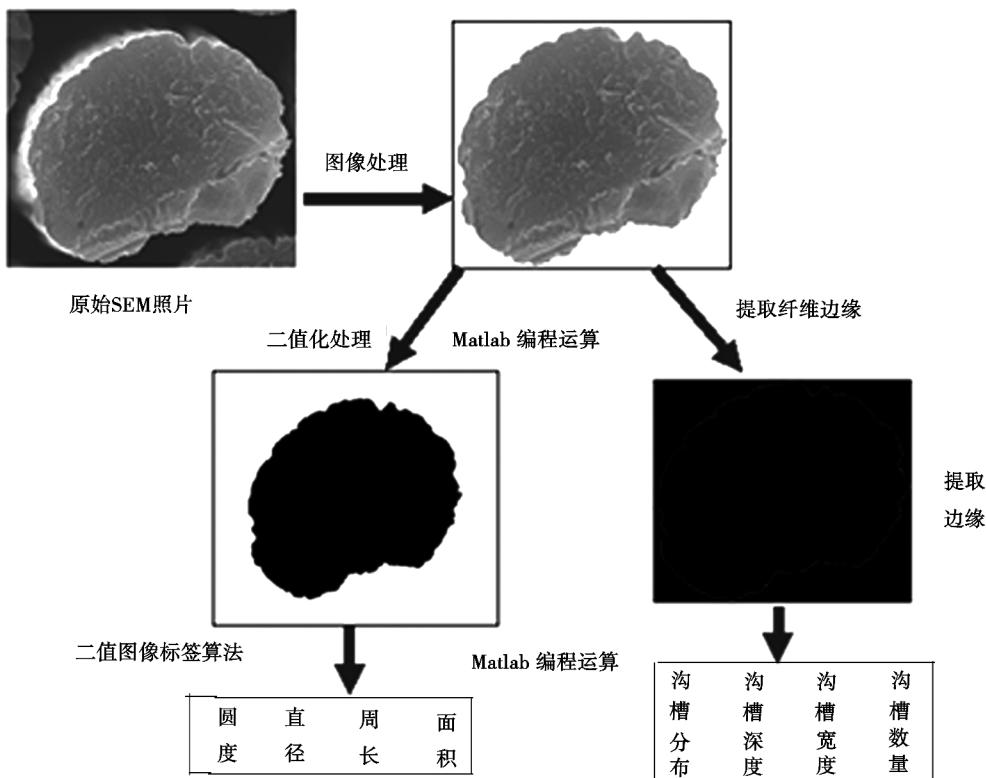 图像处理
原始SEM照片
提取纤维边缘
二值化处理
Matlab 编程运算
提取
边缘
二值图像标签算法
Matlab 编程运算
圆度
直径
周长
面积
沟槽分布
沟槽深度
沟槽宽度
沟槽数量